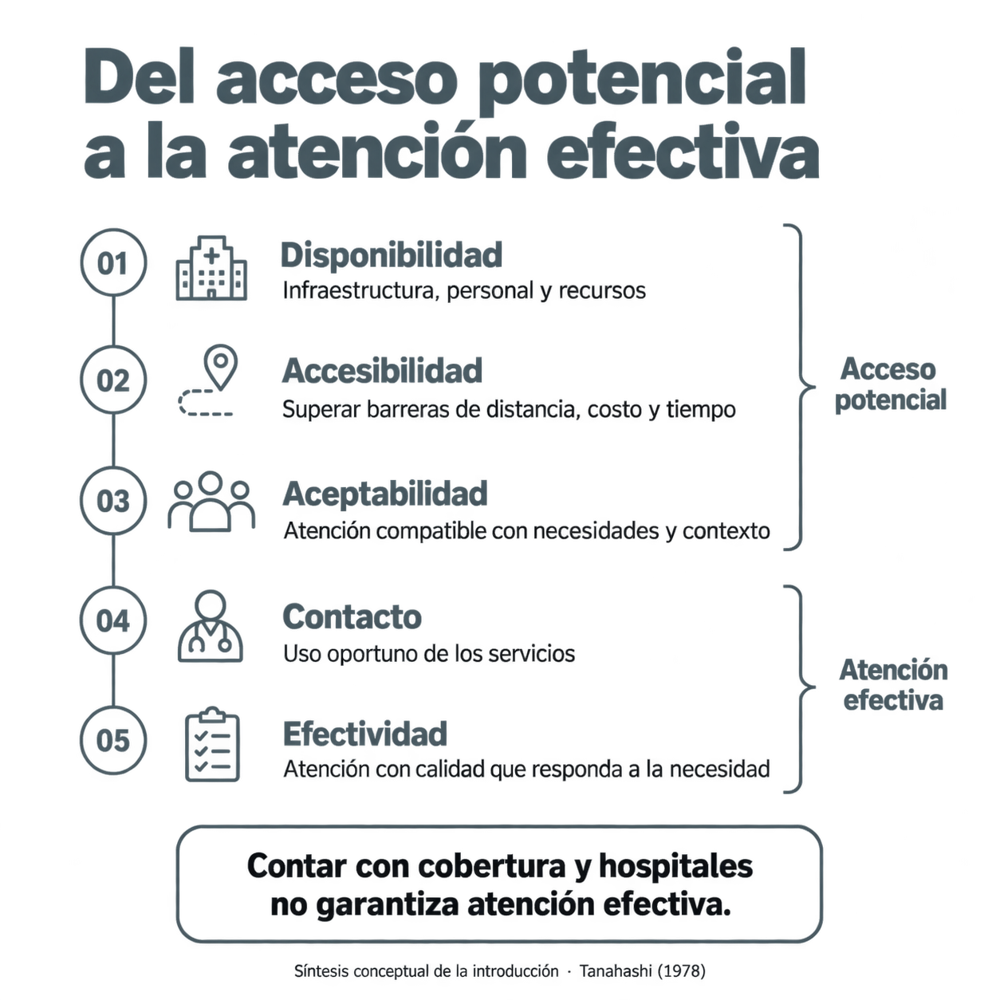 Del acceso potencial
a la atención efectiva
01
Disponibilidad
Infraestructura, personal y recursos
02
Accesibilidad
Superar barreras de distancia, costo y tiempo
03
Aceptabilidad
Atención compatible con necesidades y contexto
Acceso
potencial
04
Contacto
Uso oportuno de los servicios
05
Efectividad
Atención con calidad que responda a la necesidad
Atención
efectiva
Contar con cobertura y hospitales
no garantiza atención efectiva.
Síntesis conceptual de la introducción · Tanahashi (1978)